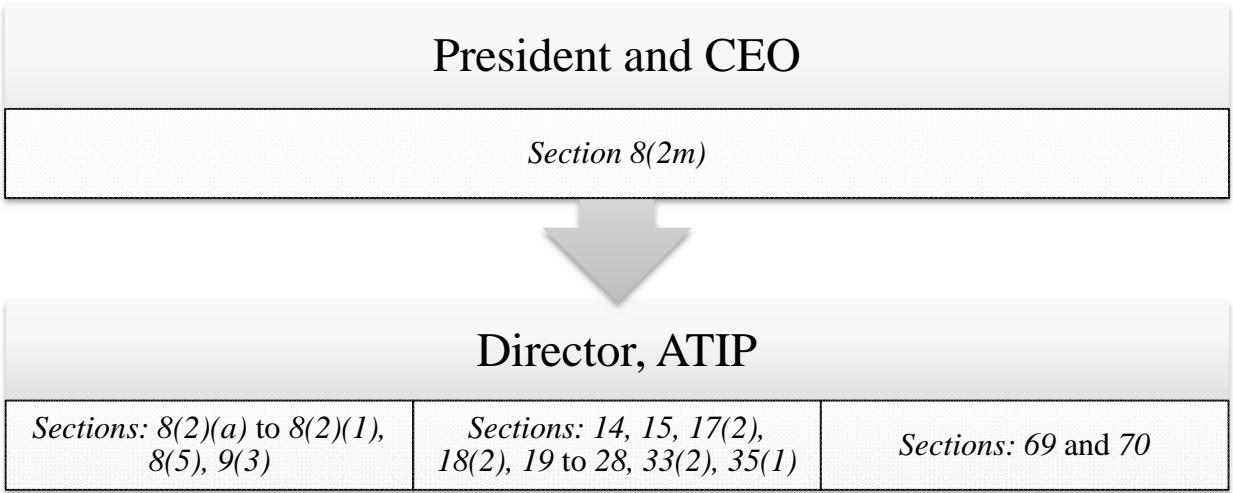 President and CEO
Section 8(2m)
Director, ATIP
Sections: 8(2)(a) to 8(2)(1),
8(5), 9(3)
Sections: 14, 15, 17(2),
18(2), 19 to 28, 33(2), 35(1)
Sections: 69 and 70